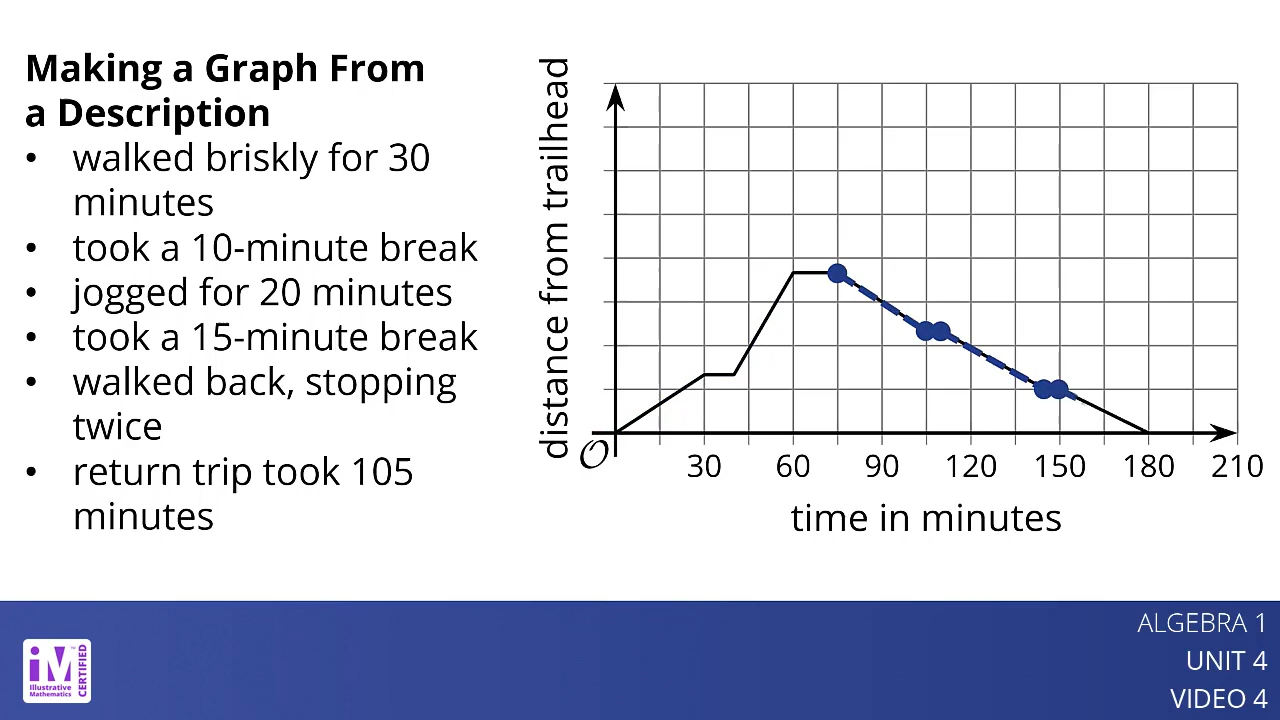 Making a Graph From
a Description
• walked briskly for 30
minutes
• took a 10-minute break
• jogged for 20 minutes
• took a 15-minute break
• walked back, stopping
twice
• return trip took 105
minutes
distance from trailhead
O
30 60 90 120 150 180 210
time in minutes
ALGEBRA 1
UNIT 4
VIDEO 4
iM™
Illustrative
Mathematics
CERTIFIED